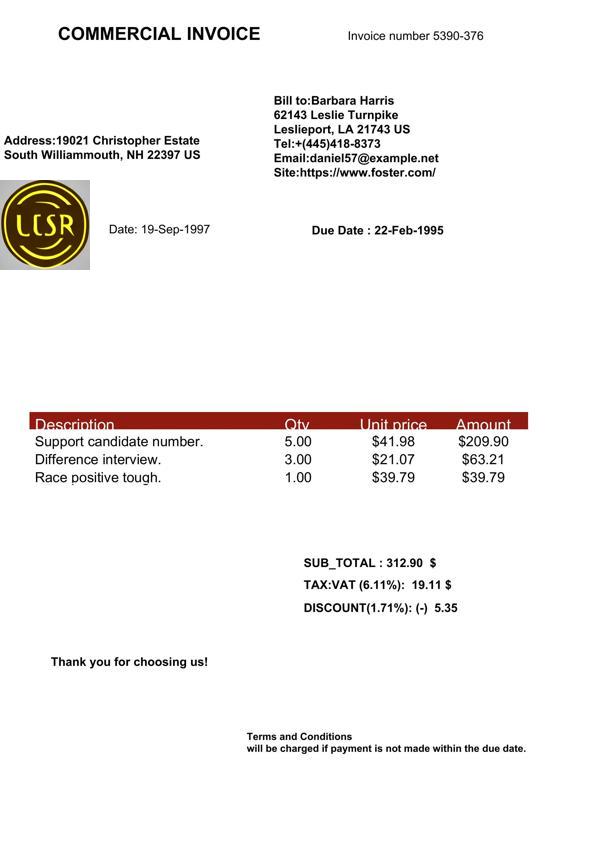 COMMERCIAL INVOICE
Invoice number 5390-376
Bill to:Barbara Harris
62143 Leslie Turnpike
Leslieport, LA 21743 US
Tel:+(445)418-8373
Email:daniel57@example.net
Site:https://www.foster.com/
Address:19021 Christopher Estate
South Williammouth, NH 22397 US
LCSR
Date: 19-Sep-1997
Due Date : 22-Feb-1995
Description Qty Unit price Amount
Support candidate number. 5.00 $41.98 $209.90
Difference interview. 3.00 $21.07 $63.21
Race positive tough. 1.00 $39.79 $39.79
SUB_TOTAL : 312.90 $
TAX:VAT (6.11%): 19.11 $
DISCOUNT(1.71%): (-) 5.35
Thank you for choosing us!
Terms and Conditions
will be charged if payment is not made within the due date.